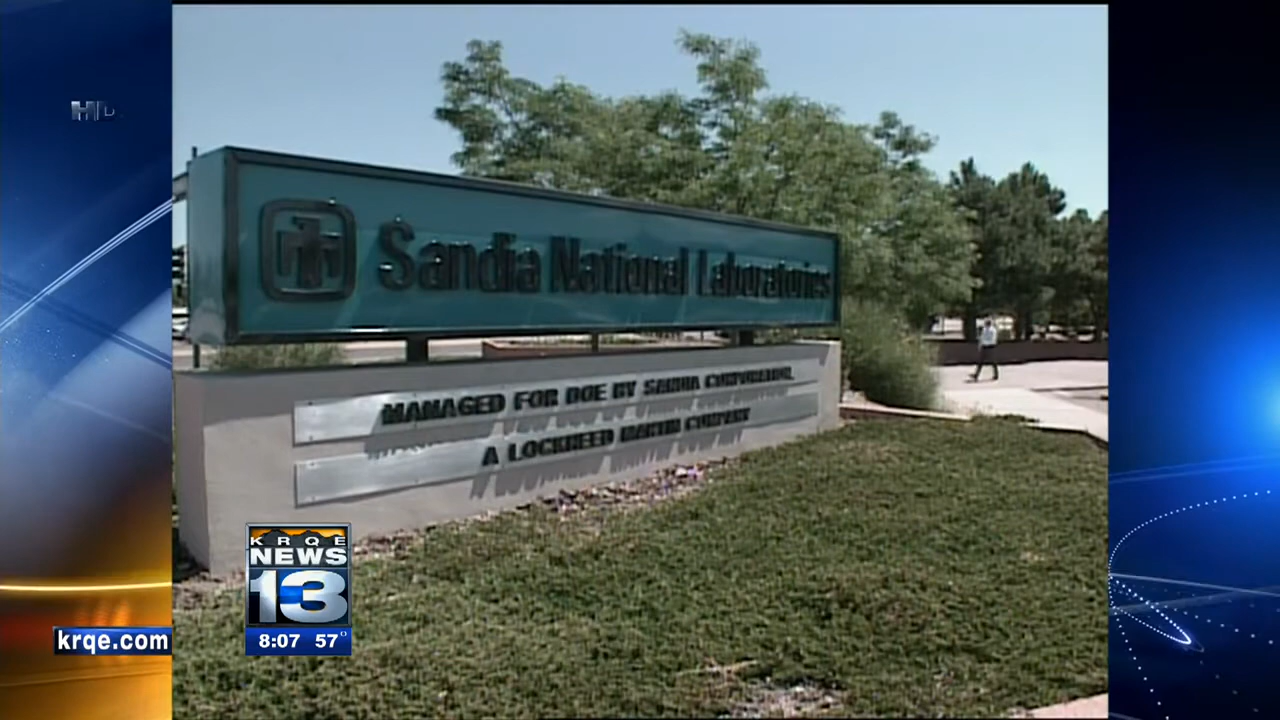 HD
Sandia National Laboratories
MANAGED FOR DOE BY SANDIA CORPORATION,
A LOCKHEED MARTIN COMPANY
KRQE
NEWS
13
8:07 57°
krqe.com